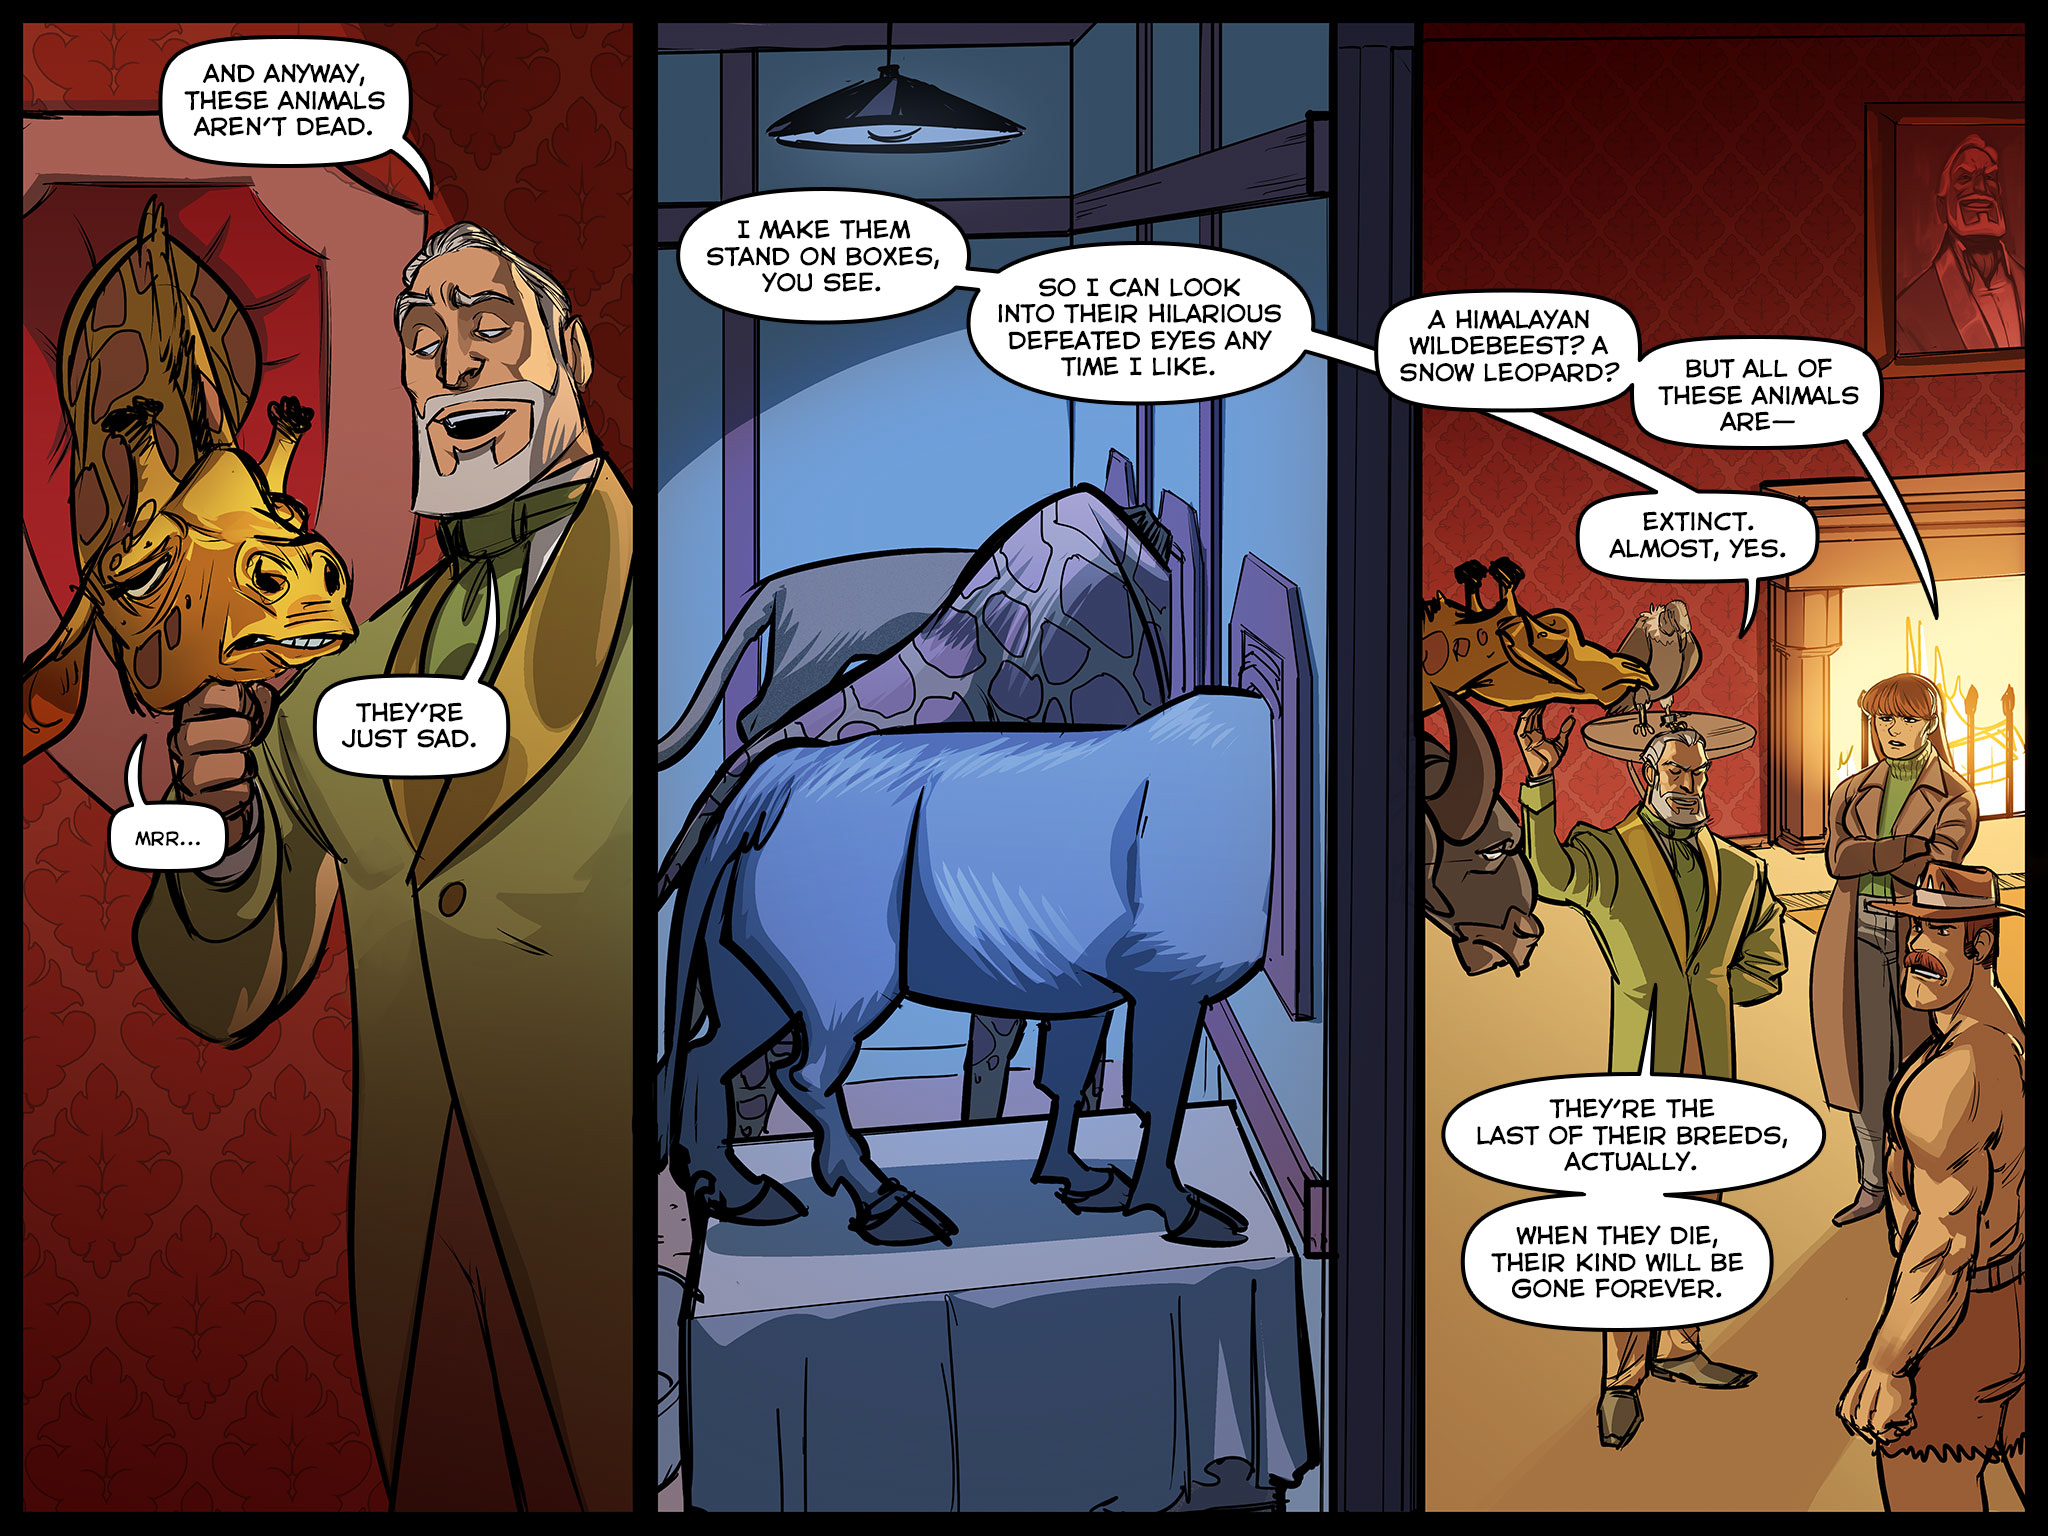 AND ANYWAY,
THESE ANIMALS
AREN'T DEAD.
THEY'RE
JUST SAD.
MRR...
I MAKE THEM
STAND ON BOXES,
YOU SEE.
SO I CAN LOOK
INTO THEIR HILARIOUS
DEFEATED EYES ANY
TIME I LIKE.
A HIMALAYAN
WILDEBEEST? A
SNOW LEOPARD?
BUT ALL OF
THESE ANIMALS
ARE—
EXTINCT.
ALMOST, YES.
THEY'RE THE
LAST OF THEIR BREEDS,
ACTUALLY.
WHEN THEY DIE,
THEIR KIND WILL BE
GONE FOREVER.